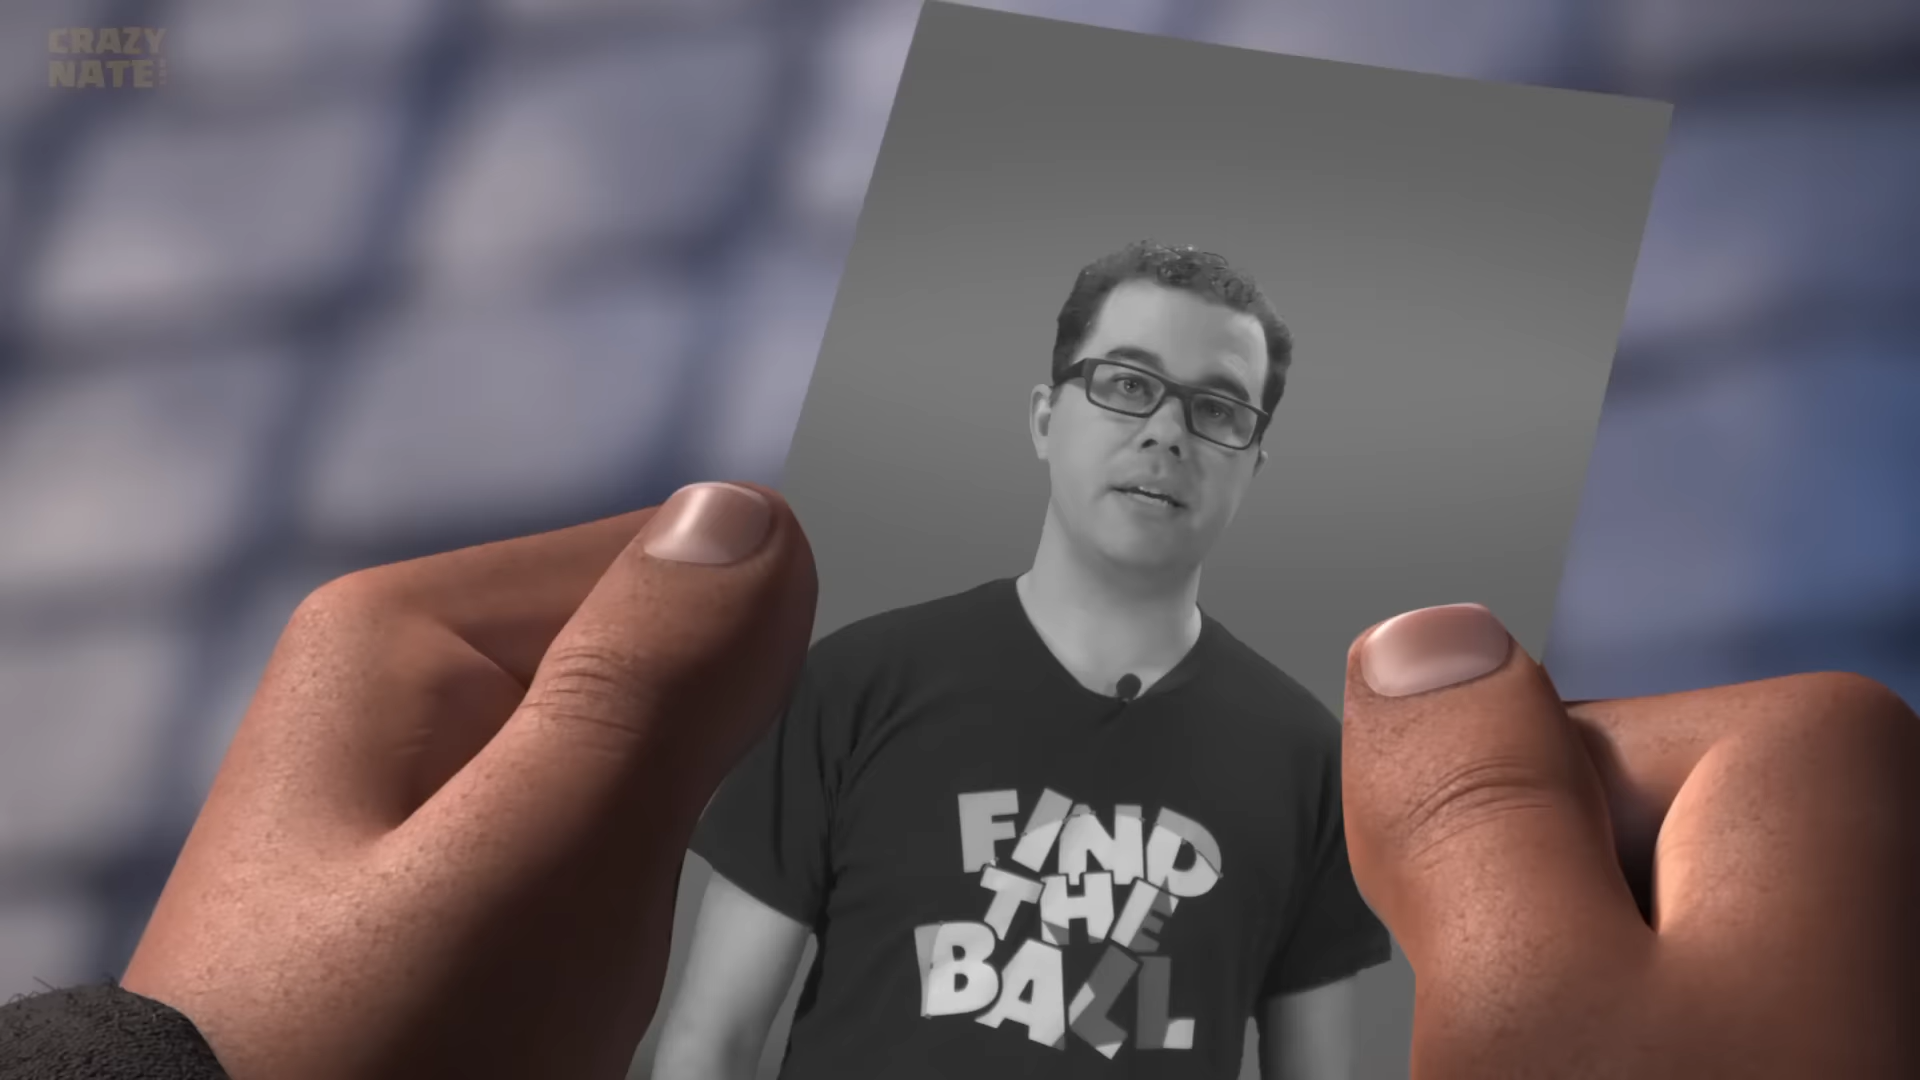 CRAZY
NATE
FIND
THE
BALL